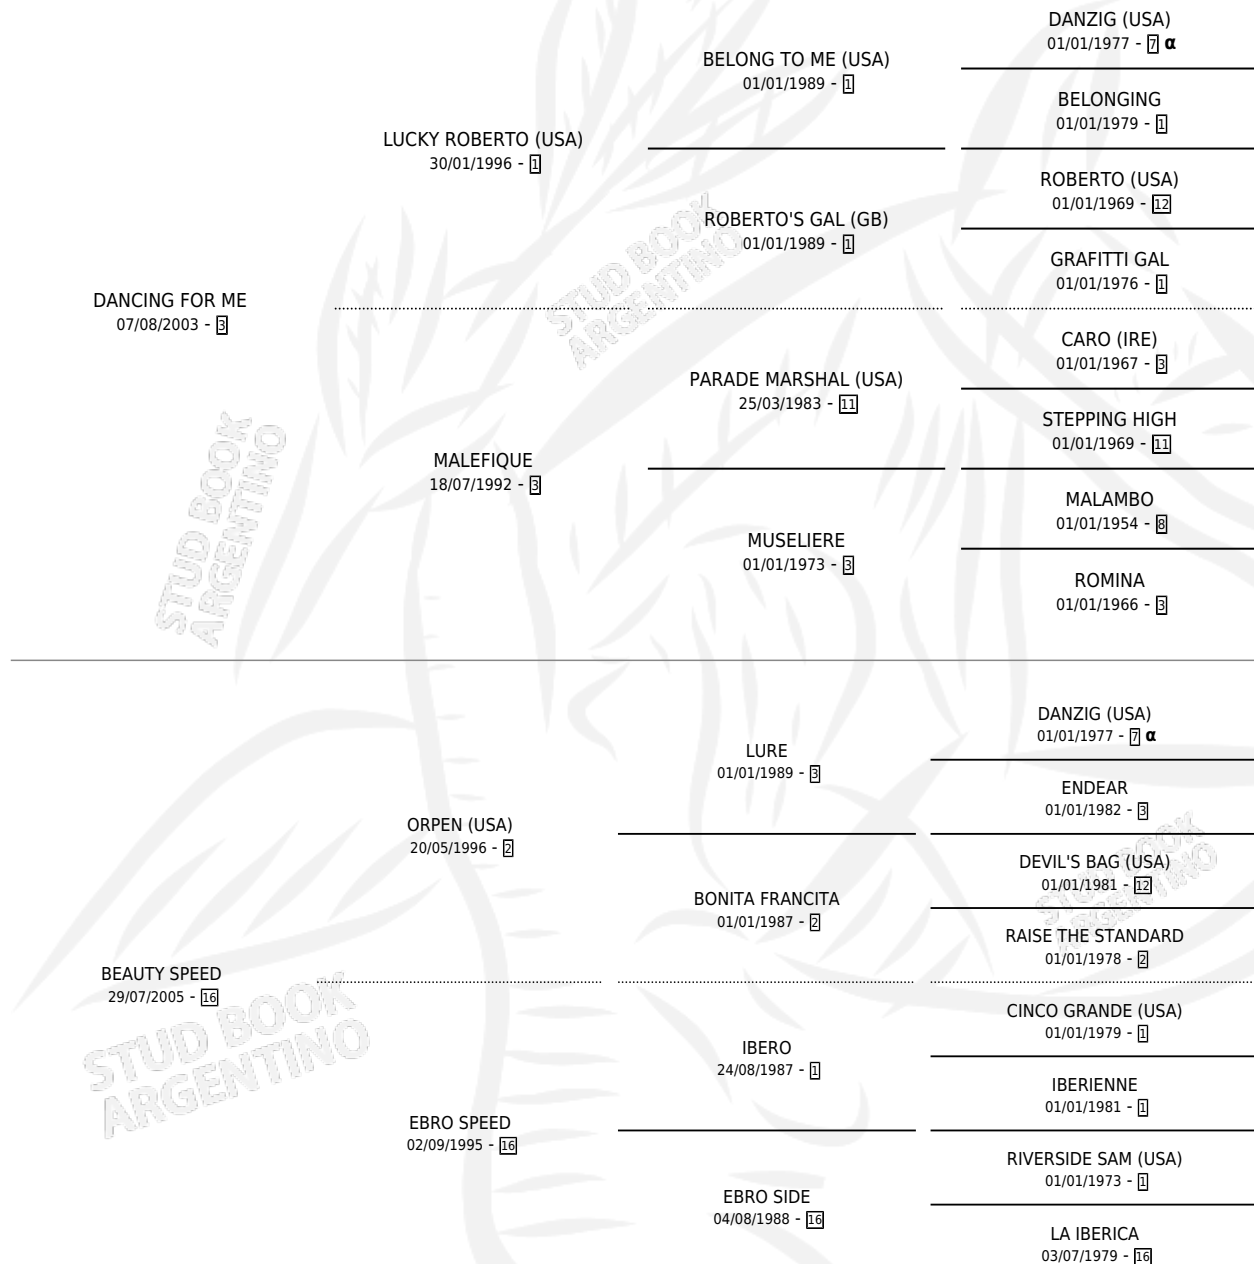 DANZIG (USA)
01/01/1977 - 7 α
BELONG TO ME (USA)
01/01/1989 - 1
BELONGING
01/01/1979 - 1
LUCKY ROBERTO (USA)
30/01/1996 - 1
ROBERTO (USA)
01/01/1969 - 12
ROBERTO'S GAL (GB)
01/01/1989 - 1
GRAFITTI GAL
01/01/1976 - 1
DANCING FOR ME
07/08/2003 - 3
CARO (IRE)
01/01/1967 - 3
PARADE MARSHAL (USA)
25/03/1983 - 11
STEPPING HIGH
01/01/1969 - 11
MALEFIQUE
18/07/1992 - 3
MALAMBO
01/01/1954 - 8
MUSELIERE
01/01/1973 - 3
ROMINA
01/01/1966 - 3
STUD BOOK
ARGENTINO
STUD BOOK
ARGENTINO
DANZIG (USA)
01/01/1977 - 7 α
LURE
01/01/1989 - 3
ENDEAR
01/01/1982 - 3
ORPEN (USA)
20/05/1996 - 2
DEVIL'S BAG (USA)
01/01/1981 - 12
BONITA FRANCITA
01/01/1987 - 2
RAISE THE STANDARD
01/01/1978 - 2
BEAUTY SPEED
29/07/2005 - 16
CINCO GRANDE (USA)
01/01/1979 - 1
IBERO
24/08/1987 - 1
IBERIENNE
01/01/1981 - 1
EBRO SPEED
02/09/1995 - 16
RIVERSIDE SAM (USA)
01/01/1973 - 1
EBRO SIDE
04/08/1988 - 16
LA IBERICA
03/07/1979 - 16
STUD BOOK
ARGENTINO
STUD BOOK
ARGENTINO